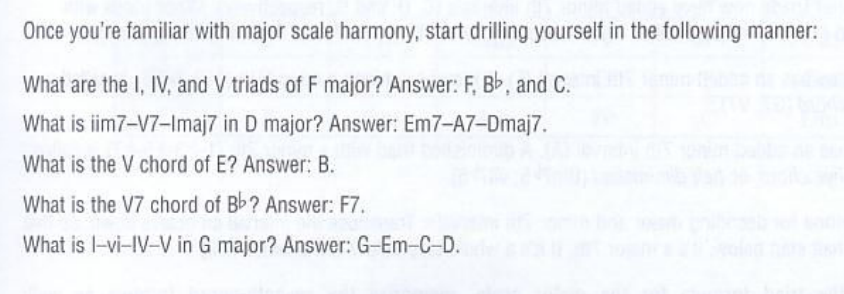 Once you're familiar with major scale harmony, start drilling yourself in the following manner:
What are the I, IV, and V triads of F major? Answer: F, B♭, and C.
What is iim7–V7–Imaj7 in D major? Answer: Em7–A7–Dmaj7.
What is the V chord of E? Answer: B.
What is the V7 chord of B♭? Answer: F7.
What is I–vi–IV–V in G major? Answer: G–Em–C–D.